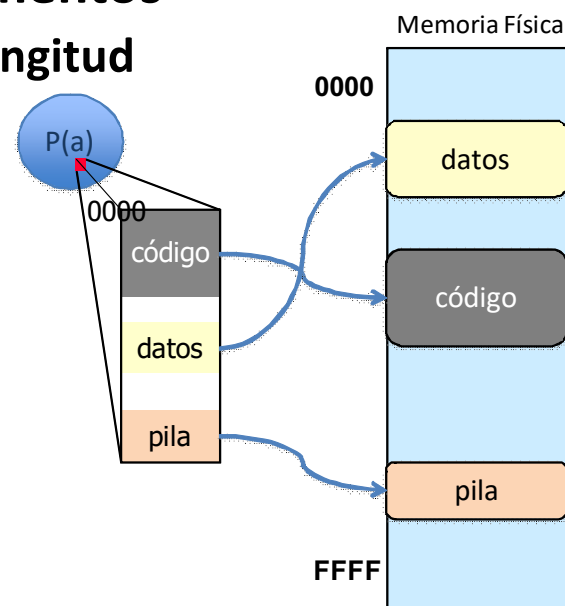 ngitud
Memoria Física
0000
P(a)
datos
0000
código
código
datos
pila
pila
FFFF